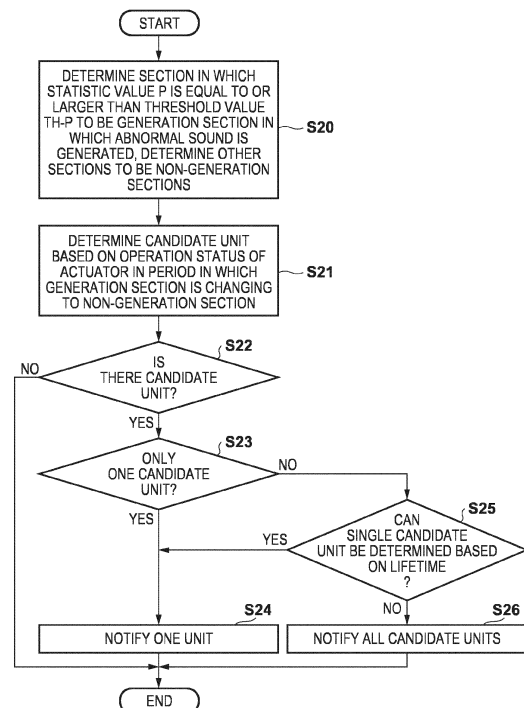 START
DETERMINE SECTION IN WHICH
STATISTIC VALUE P IS EQUAL TO OR
LARGER THAN THRESHOLD VALUE
TH-P TO BE GENERATION SECTION IN
WHICH ABNORMAL SOUND IS
GENERATED, DETERMINE OTHER
SECTIONS TO BE NON-GENERATION
SECTIONS
S20
DETERMINE CANDIDATE UNIT
BASED ON OPERATION STATUS OF
ACTUATOR IN PERIOD IN WHICH
GENERATION SECTION IS CHANGING
TO NON-GENERATION SECTION
S21
S22
NO
IS
THERE CANDIDATE
UNIT?
YES
S23
ONLY
ONE CANDIDATE
UNIT?
NO
YES
S25
CAN
SINGLE CANDIDATE
UNIT BE DETERMINED BASED
ON LIFETIME
?
YES
NO
S24
NOTIFY ONE UNIT
S26
NOTIFY ALL CANDIDATE UNITS
END